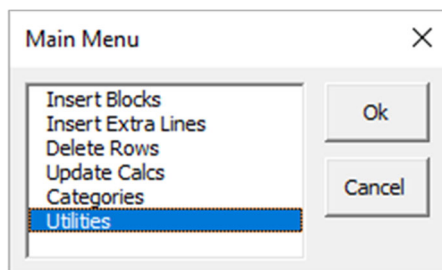 Main Menu
Insert Blocks
Insert Extra Lines
Delete Rows
Update Calcs
Categories
Utilities
Ok
Cancel